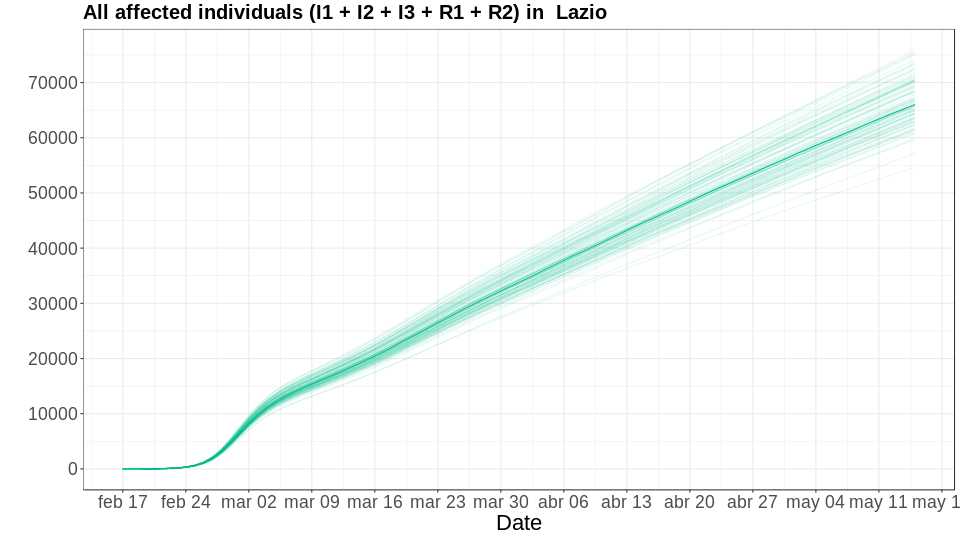 All affected individuals (I1 + I2 + I3 + R1 + R2) in  Lazio
70000
60000
50000
40000
30000
20000
10000
0
feb 17 feb 24 mar 02 mar 09 mar 16 mar 23 mar 30 abr 06 abr 13 abr 20 abr 27 may 04 may 11 may 1
Date